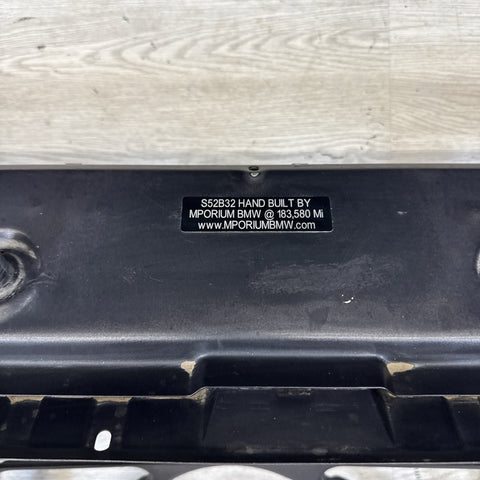 S52B32 HAND BUILT BY
MPORIUM BMW @ 183,580 Mi
www.MPORIUMBMW.com